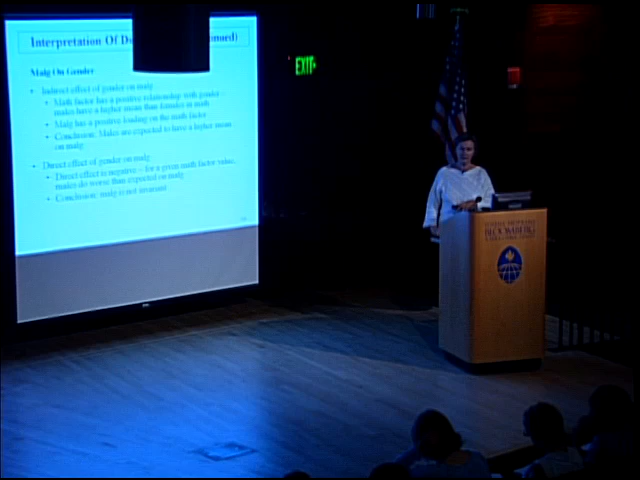 Interpretation Of D nued)
Malg On Gender
• Indirect effect of gender on malg
• Math factor has a positive relationship with gender –
males have a higher mean than females in math
• Malg has a positive loading on the math factor
• Conclusion: Males are expected to have a higher mean
on malg
• Direct effect of gender on malg
• Direct effect is negative – for a given math factor value,
males do worse than expected on malg
• Conclusion: malg is not invariant
EXIT